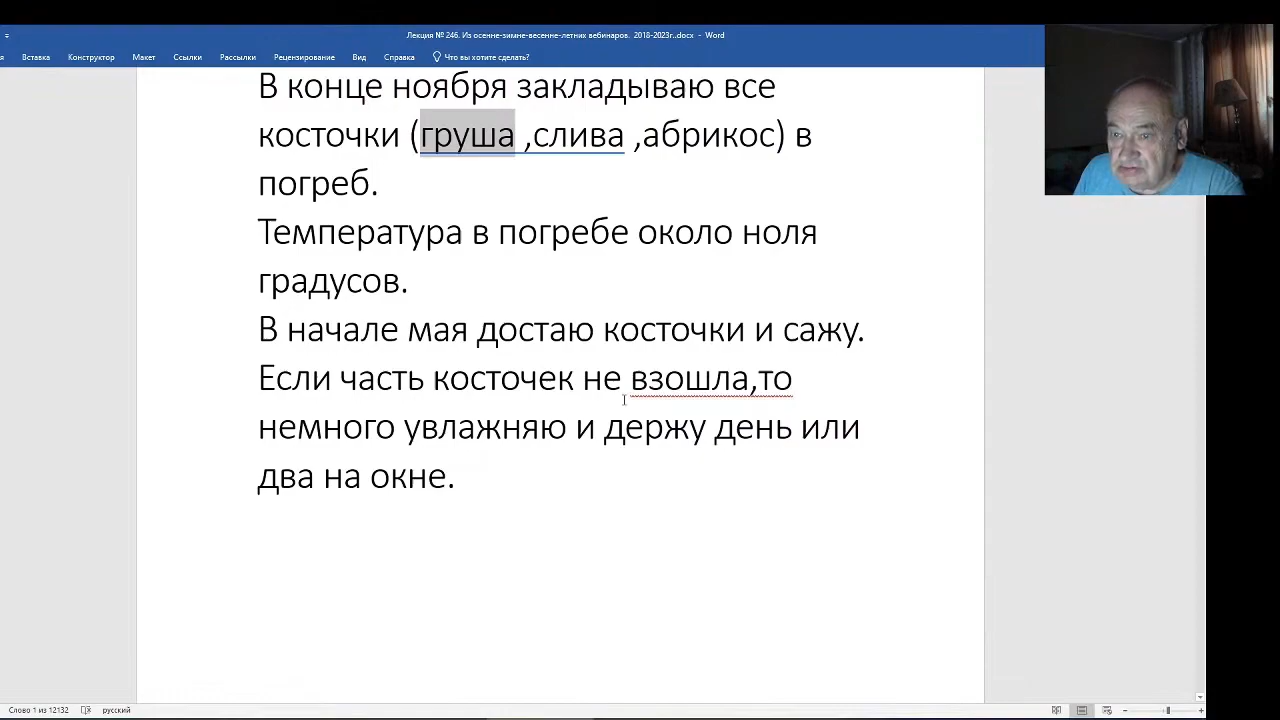 Лекция № 246. Из осенне-зимне-весенне-летних вебинаров. 2018-2023г..docx - Word
я Вставка Конструктор Макет Ссылки Рассылки Рецензирование Вид Справка Что вы хотите сделать?
В конце ноября закладываю все
косточки (груша ,слива ,абрикос) в
погреб.
Температура в погребе около ноля
градусов.
В начале мая достаю косточки и сажу.
Если часть косточек не взошла,то
немного увлажняю и держу день или
два на окне.
Слово 1 из 12132 русский